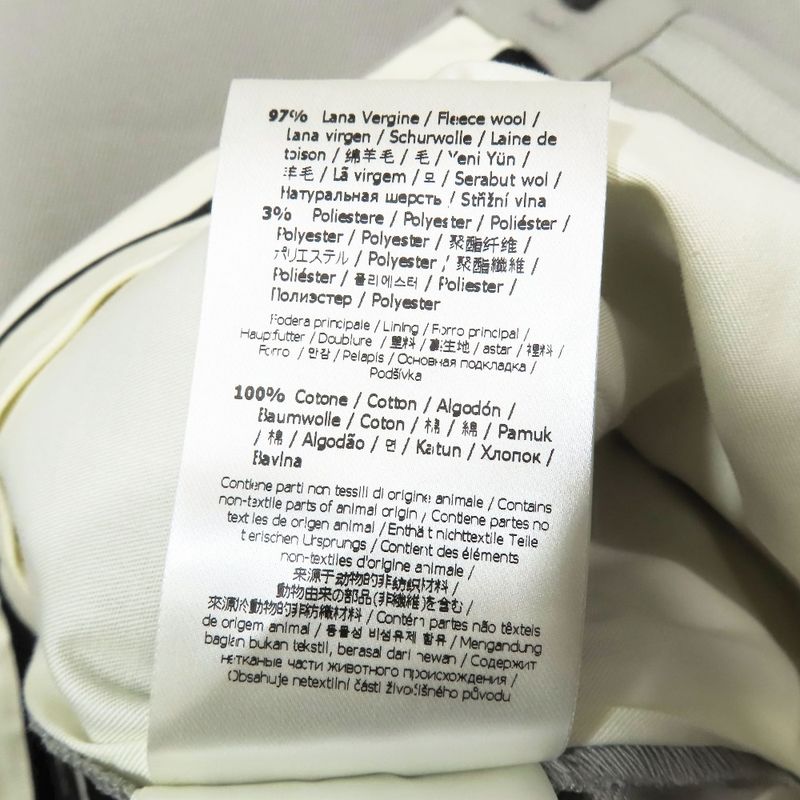 97% Lana Vergine / Fleece wool /
Lana virgen / Schurwolle / Laine de
toison / 绵羊毛 / 毛 / Yeni Yün /
羊毛 / Lã virgem / 모 / Serabut wol /
Натуральная шерсть / Střižní vlna
3% Poliestere / Polyester / Poliéster /
Polyester / Polyester / 聚酯纤维 /
ポリエステル / Polyester / 聚酯纖維 /
Poliéster / 폴리에스터 / Poliester /
Полиэстер / Polyester
Fodera principale / Lining / Forro principal /
Hauptfutter / Doublure / 里料 / 裏生地 / astar / 裡料 /
Forro / 안감 / Pelapis / Основная подкладка /
Podšívka
100% Cotone / Cotton / Algodón /
Baumwolle / Coton / 棉 / 綿 / Pamuk
/ 棉 / Algodão / 면 / Katun / Хлопок /
Bavlna
Contiene parti non tessili di origine animale / Contains
non-textile parts of animal origin / Contiene partes no
textiles de origen animal / Enthält nichttextile Teile
tierischen Ursprungs / Contient des éléments
non-textiles d'origine animale /
来源于动物的非纺织材料 /
動物由来の部品(非繊維)を含む /
來源於動物的非紡織材料 / Contém partes não têxteis
de origem animal / 동물성 비섬유제 함유 / Mengandung
bagian bukan tekstil, berasal dari hewan / Содержит
нетканые части животного происхождения /
Obsahuje netextilní části živočišného původu